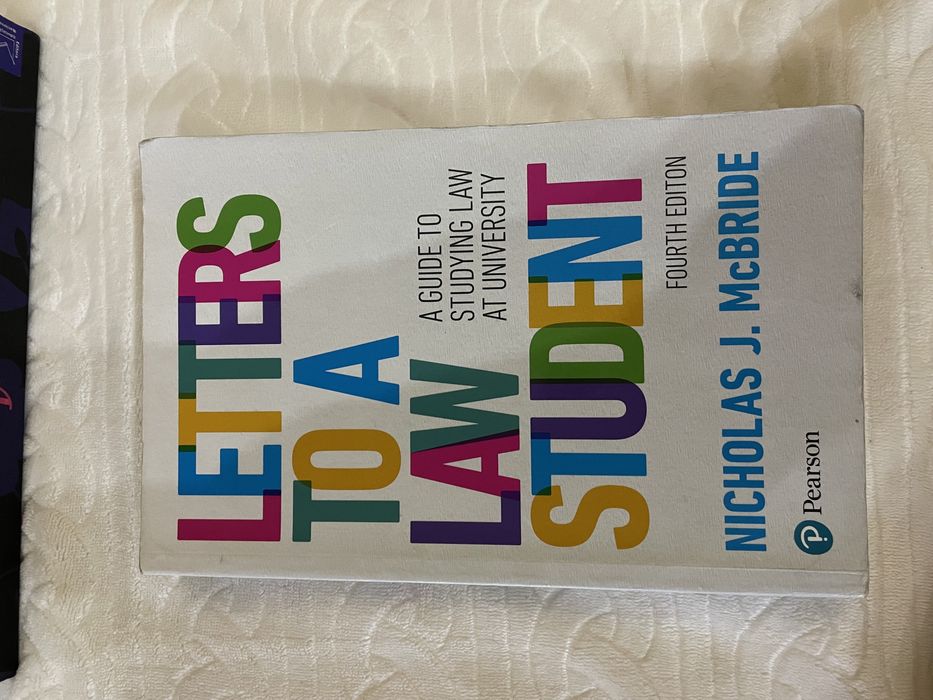 LETTERS
TO A
LAW
A GUIDE TO
STUDYING LAW
AT UNIVERSITY
STUDENT
FOURTH EDITON
NICHOLAS J. McBRIDE
Pearson